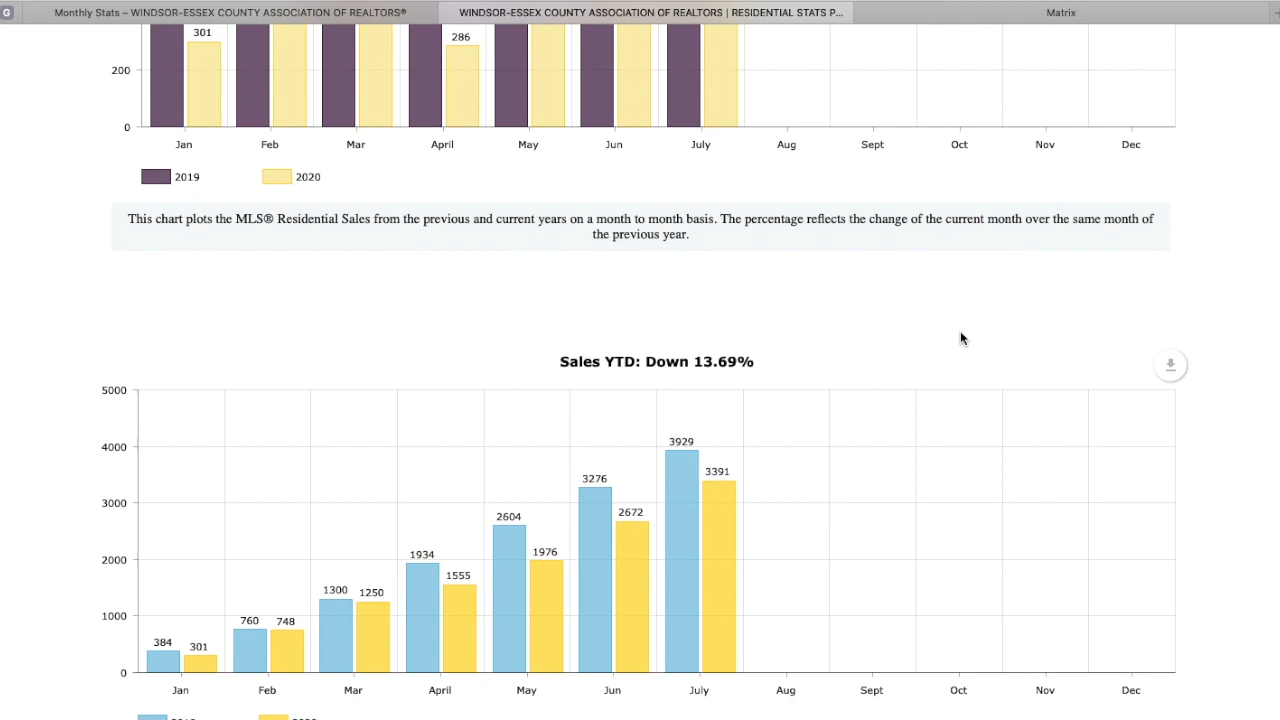 G
Monthly Stats – WINDSOR-ESSEX COUNTY ASSOCIATION OF REALTORS®
WINDSOR-ESSEX COUNTY ASSOCIATION OF REALTORS | RESIDENTIAL STATS P...
Matrix
301
286
200
0
Jan Feb Mar April May Jun July Aug Sept Oct Nov Dec
2019 2020
This chart plots the MLS® Residential Sales from the previous and current years on a month to month basis. The percentage reflects the change of the current month over the same month of
the previous year.
Sales YTD: Down 13.69%
5000
4000
3000
2000
1000
0
384 301
760 748
1300 1250
1934 1555
2604 1976
3276 2672
3929 3391
Jan Feb Mar April May Jun July Aug Sept Oct Nov Dec